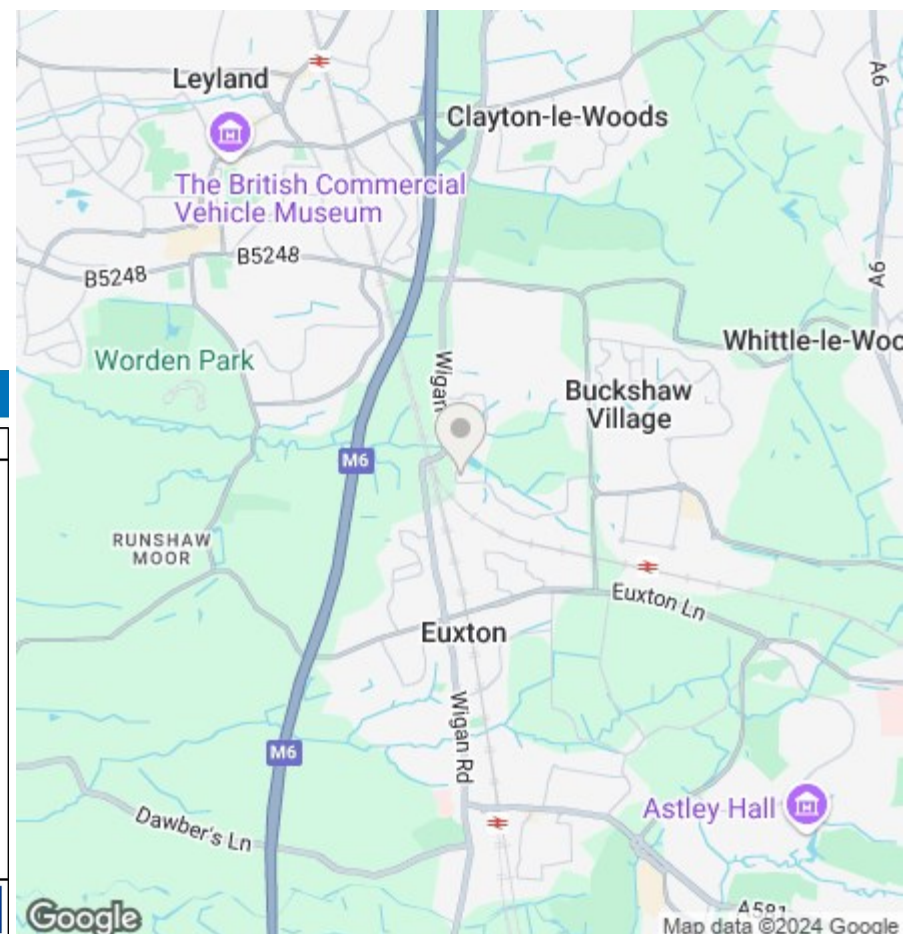 Leyland
Clayton-le-Woods
A6
The British Commercial
Vehicle Museum
B5248
B5248
A6
Worden Park
Whittle-le-Woo
Wigan
Buckshaw
Village
M6
RUNSHAW
MOOR
Euxton Ln
Euxton
Wigan Rd
M6
Astley Hall
Dawber's Ln
A581
Google
Map data ©2024 Google